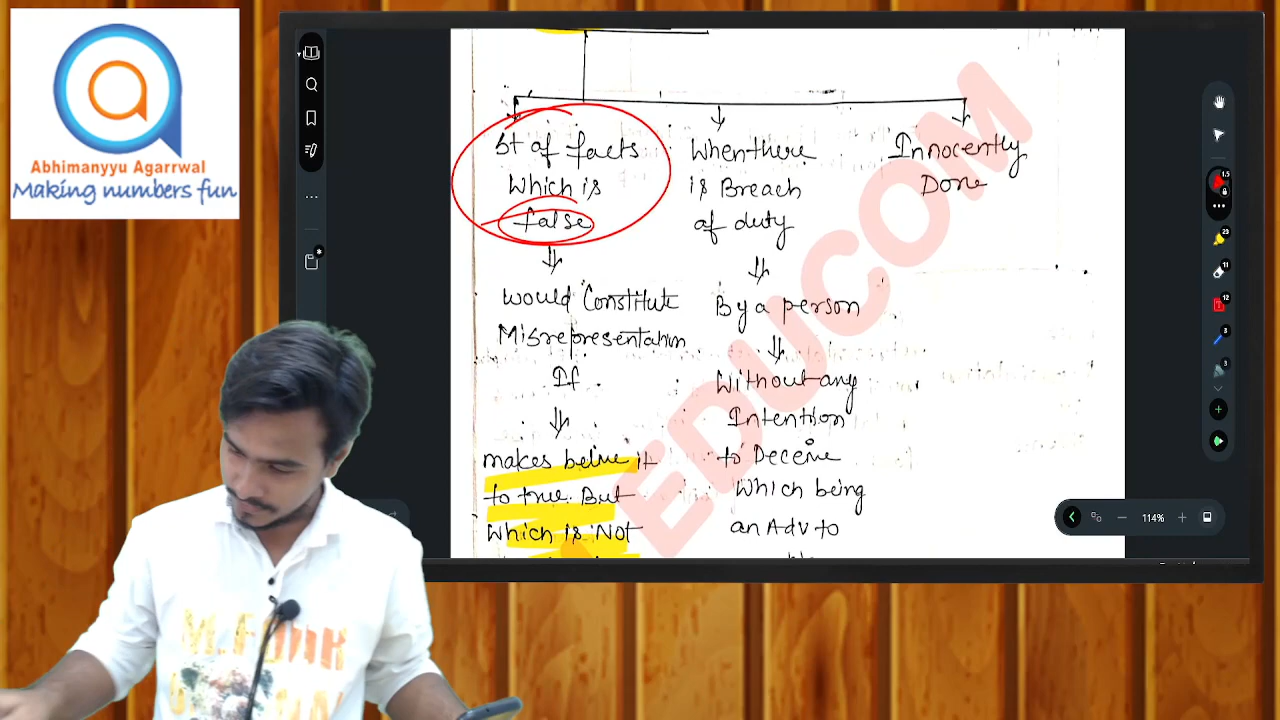 Abhimanyyu Agarrwal
Making numbers fun
St of facts
Which is
false
would Constitute
Misrepresentation
If
makes belive it
to true. But
Which is Not
When there
is Breach
of duty
By a person
Without any
Intention
to Deceive
Which being
an Adv to
Innocently
Done
EDUCOM
114%